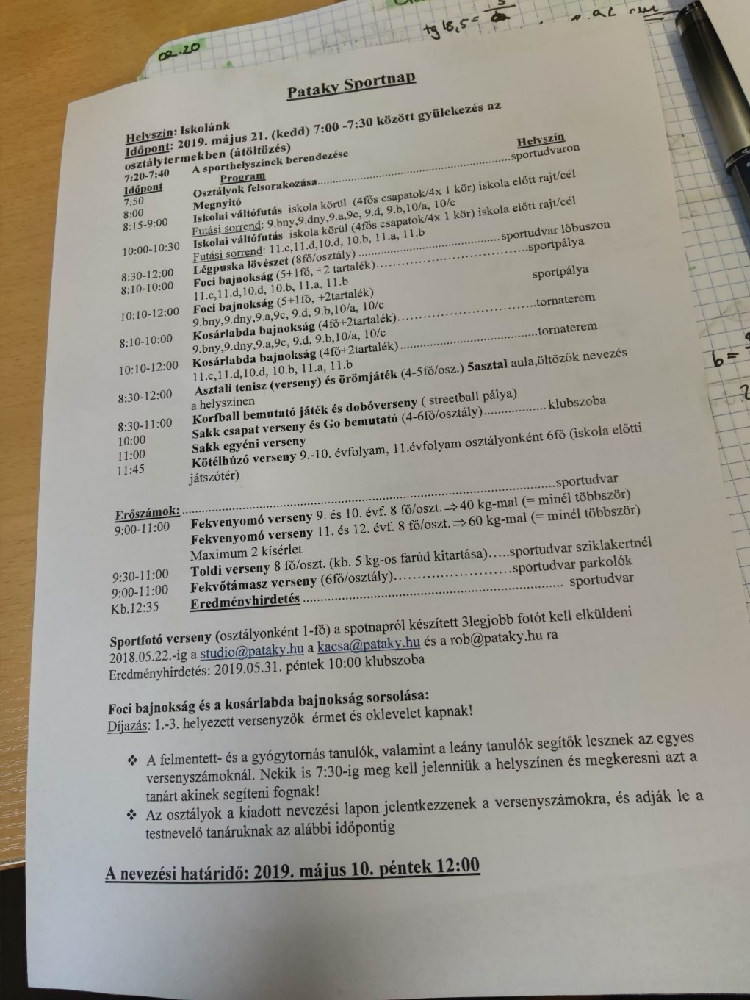 02.20
tg 18,5 =
Pataky Sportnap
Helyszín: Iskolánk
Időpont: 2019. május 21. (kedd) 7:00 -7:30 között gyülekezés az
osztálytermekben (átöltözés)
7:20-7:40 A sporthelyszínek berendezése
Időpont Program Helyszín
7:50 Osztályok felsorakozása..........sportudvaron
8:00 Megnyitó
8:15-9:00 Iskolai váltófutás iskola körül (4fős csapatok/4x 1 kör) iskola előtt rajt/cél
Futási sorrend: 9.bny,9.dny,9.a,9c, 9.d, 9.b,10/a, 10/c
10:00-10:30 Iskolai váltófutás iskola körül (4fős csapatok/4x 1 kör) iskola előtt rajt/cél
Futási sorrend: 11.c,11.d,10.d, 10.b, 11.a, 11.b
8:30-12:00 Légpuska lövészet (8fő/osztály) ..........sportudvar lőbuszon
8:10-10:00 Foci bajnokság (5+1fő, +2 tartalék)..........sportpálya
11.c,11.d,10.d, 10.b, 11.a, 11.b
10:10-12:00 Foci bajnokság (5+1fő, +2tartalék) sportpálya
9.bny,9.dny,9.a,9c, 9.d, 9.b,10/a, 10/c
8:10-10:00 Kosárlabda bajnokság (4fő+2tartalék)..........tornaterem
9.bny,9.dny,9.a,9c, 9.d, 9.b,10/a, 10/c
10:10-12:00 Kosárlabda bajnokság (4fő+2tartalék)..........tornaterem
11.c,11.d,10.d, 10.b, 11.a, 11.b
8:30-12:00 Asztali tenisz (verseny) és örömjáték (4-5fő/osz.) 5asztal aula,öltözők nevezés
a helyszínen
8:30-11:00 Korfball bemutató játék és dobóverseny ( streetball pálya)
10:00 Sakk csapat verseny és Go bemutató (4-6fő/osztály)..........klubszoba
11:00 Sakk egyéni verseny
11:45 Kötélhúzó verseny 9.-10. évfolyam, 11.évfolyam osztályonként 6fő (iskola előtti
játszótér)
Erőszámok:..........sportudvar
9:00-11:00 Fekvenyomó verseny 9. és 10. évf. 8 fő/oszt.⇒40 kg-mal (= minél többször)
Fekvenyomó verseny 11. és 12. évf. 8 fő/oszt.⇒60 kg-mal (= minél többször)
Maximum 2 kísérlet
9:30-11:00 Toldi verseny 8 fő/oszt. (kb. 5 kg-os farúd kitartása)…..sportudvar sziklakertnél
9:00-11:00 Fekvőtámasz verseny (6fő/osztály)..........sportudvar parkolók
Kb.12:35 Eredményhirdetés .......... sportudvar
Sportfotó verseny (osztályonként 1-fő) a spotnapról készített 3legjobb fotót kell elküldeni
2018.05.22.-ig a studio@pataky.hu a kacsa@pataky.hu és a rob@pataky.hu ra
Eredményhirdetés: 2019.05.31. péntek 10:00 klubszoba
Foci bajnokság és a kosárlabda bajnokság sorsolása:
Díjazás: 1.-3. helyezett versenyzők érmet és oklevelet kapnak!
❖ A felmentett- és a gyógytornás tanulók, valamint a leány tanulók segítők lesznek az egyes
versenyszámoknál. Nekik is 7:30-ig meg kell jelenniük a helyszínen és megkeresni azt a
tanárt akinek segíteni fognak!
❖ Az osztályok a kiadott nevezési lapon jelentkezzenek a versenyszámokra, és adják le a
testnevelő tanáruknak az alábbi időpontig
A nevezési határidő: 2019. május 10. péntek 12:00
b =